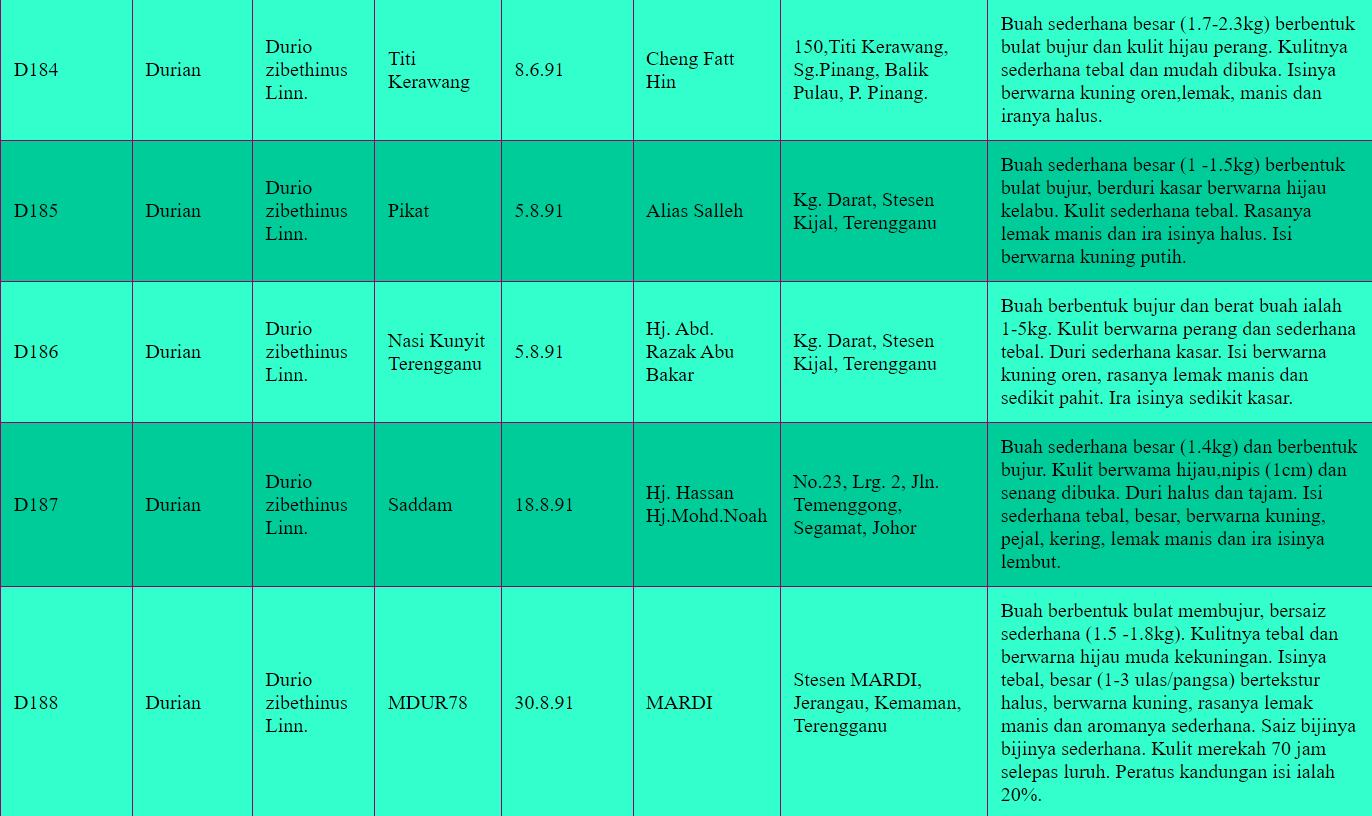 D184
Durian
Durio
zibethinus
Linn.
Titi
Kerawang
8.6.91
Cheng Fatt
Hin
150,Titi Kerawang,
Sg.Pinang, Balik
Pulau, P. Pinang.
Buah sederhana besar (1.7-2.3kg) berbentuk
bulat bujur dan kulit hijau perang. Kulitnya
sederhana tebal dan mudah dibuka. Isinya
berwarna kuning oren,lemak, manis dan
iranya halus.
D185
Durian
Durio
zibethinus
Linn.
Pikat
5.8.91
Alias Salleh
Kg. Darat, Stesen
Kijal, Terengganu
Buah sederhana besar (1 -1.5kg) berbentuk
bulat bujur, berduri kasar berwarna hijau
kelabu. Kulit sederhana tebal. Rasanya
lemak manis dan ira isinya halus. Isi
berwarna kuning putih.
D186
Durian
Durio
zibethinus
Linn.
Nasi Kunyit
Terengganu
5.8.91
Hj. Abd.
Razak Abu
Bakar
Kg. Darat, Stesen
Kijal, Terengganu
Buah berbentuk bujur dan berat buah ialah
1-5kg. Kulit berwarna perang dan sederhana
tebal. Duri sederhana kasar. Isi berwarna
kuning oren, rasanya lemak manis dan
sedikit pahit. Ira isinya sedikit kasar.
D187
Durian
Durio
zibethinus
Linn.
Saddam
18.8.91
Hj. Hassan
Hj.Mohd.Noah
No.23, Lrg. 2, Jln.
Temenggong,
Segamat, Johor
Buah sederhana besar (1.4kg) dan berbentuk
bujur. Kulit berwama hijau,nipis (1cm) dan
senang dibuka. Duri halus dan tajam. Isi
sederhana tebal, besar, berwarna kuning,
pejal, kering, lemak manis dan ira isinya
lembut.
D188
Durian
Durio
zibethinus
Linn.
MDUR78
30.8.91
MARDI
Stesen MARDI,
Jerangau, Kemaman,
Terengganu
Buah berbentuk bulat membujur, bersaiz
sederhana (1.5 -1.8kg). Kulitnya tebal dan
berwarna hijau muda kekuningan. Isinya
tebal, besar (1-3 ulas/pangsa) bertekstur
halus, berwarna kuning, rasanya lemak
manis dan aromanya sederhana. Saiz bijinya
bijinya sederhana. Kulit merekah 70 jam
selepas luruh. Peratus kandungan isi ialah
20%.